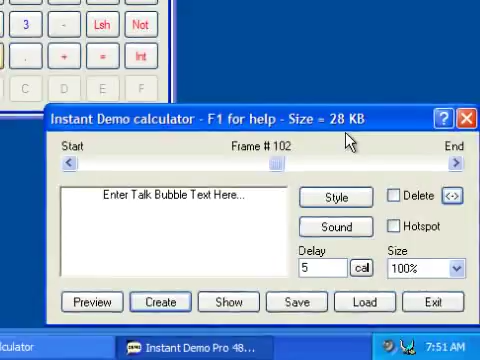 3 - Lsh Not
. + = Int
C D E F
Instant Demo calculator - F1 for help - Size = 28 KB
Start Frame # 102 End
Enter Talk Bubble Text Here...
Style Delete <->
Sound Hotspot
Delay Size
5 cal 100%
Preview Create Show Save Load Exit
alculator Instant Demo Pro 48... 7:51 AM